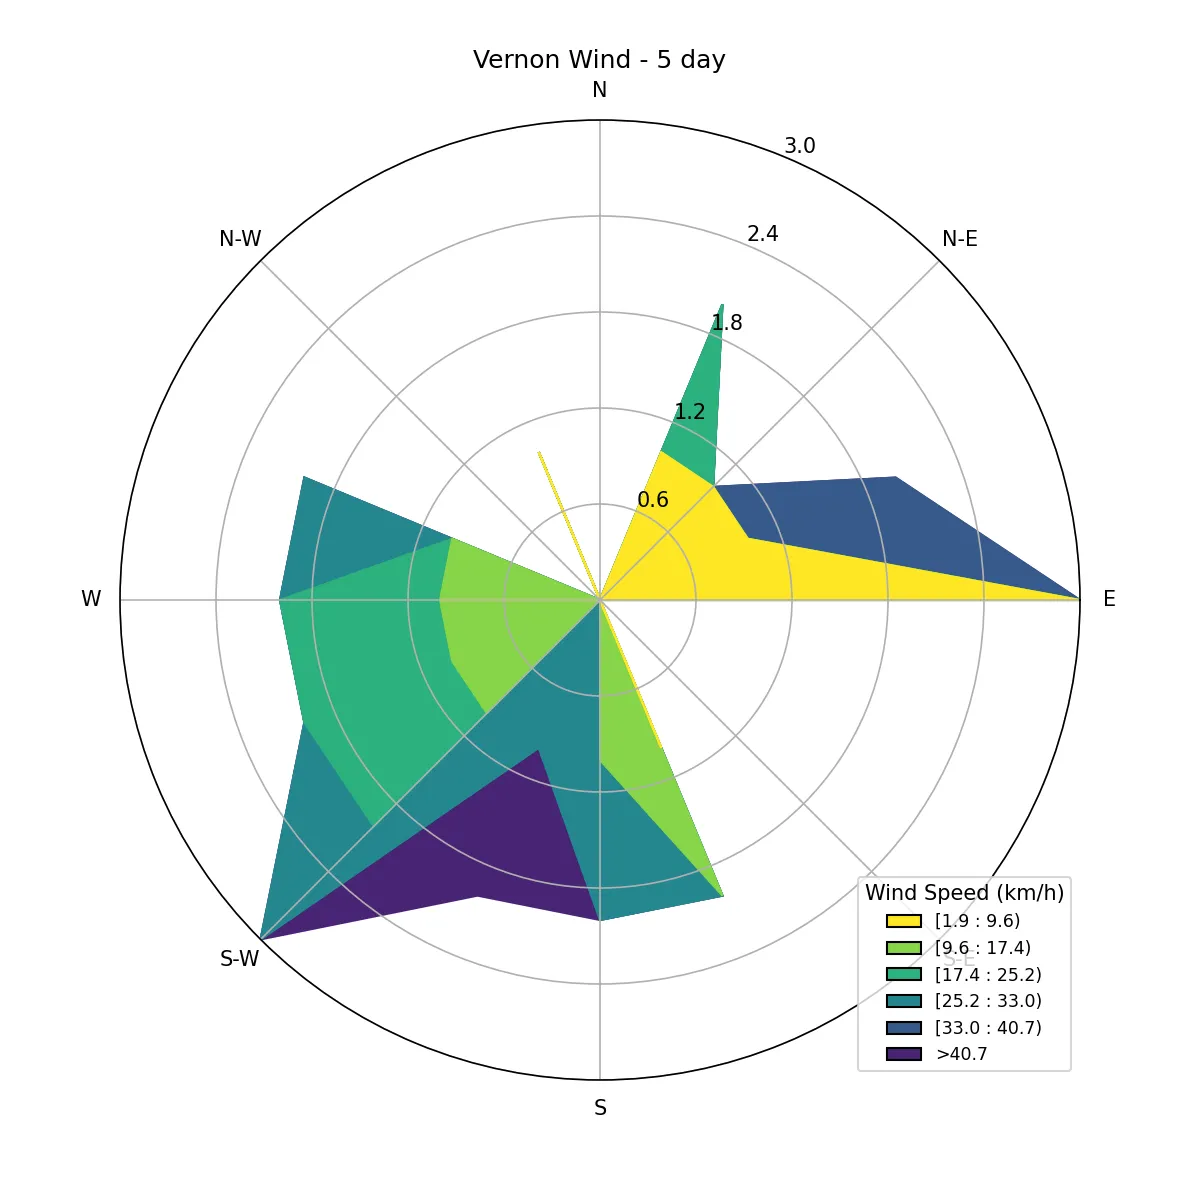 Vernon Wind - 5 day
N
3.0
2.4
N-W
N-E
1.8
1.2
0.6
W
E
Wind Speed (km/h)
[1.9 : 9.6)
[9.6 : 17.4)
S-W
S-E
[17.4 : 25.2)
[25.2 : 33.0)
[33.0 : 40.7)
>40.7
S